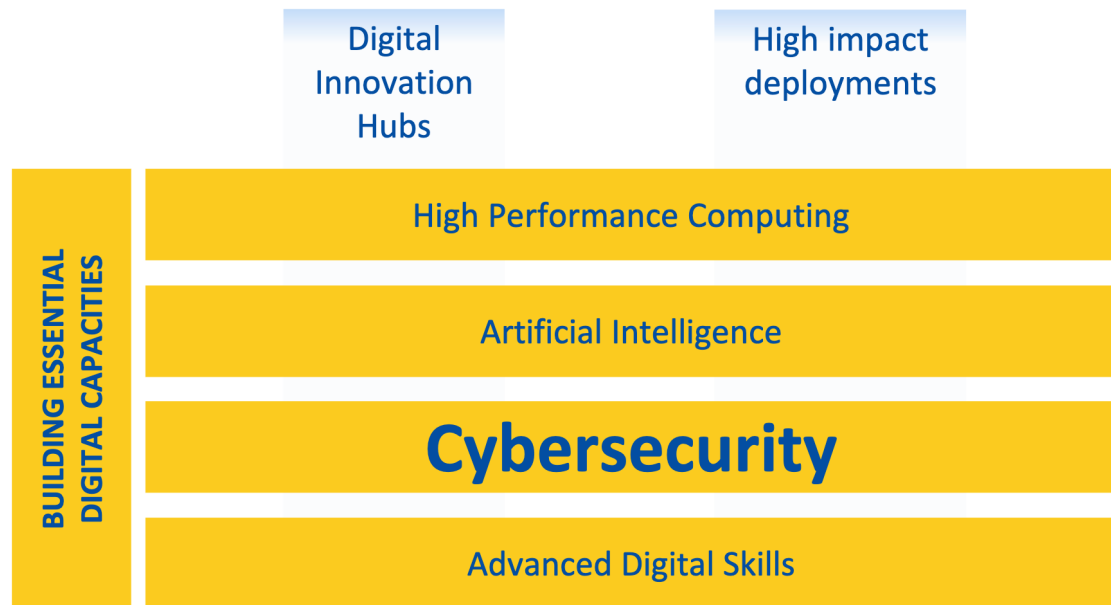 Digital
Innovation
Hubs
High impact
deployments
BUILDING ESSENTIAL
DIGITAL CAPACITIES
High Performance Computing
Artificial Intelligence
Cybersecurity
Advanced Digital Skills